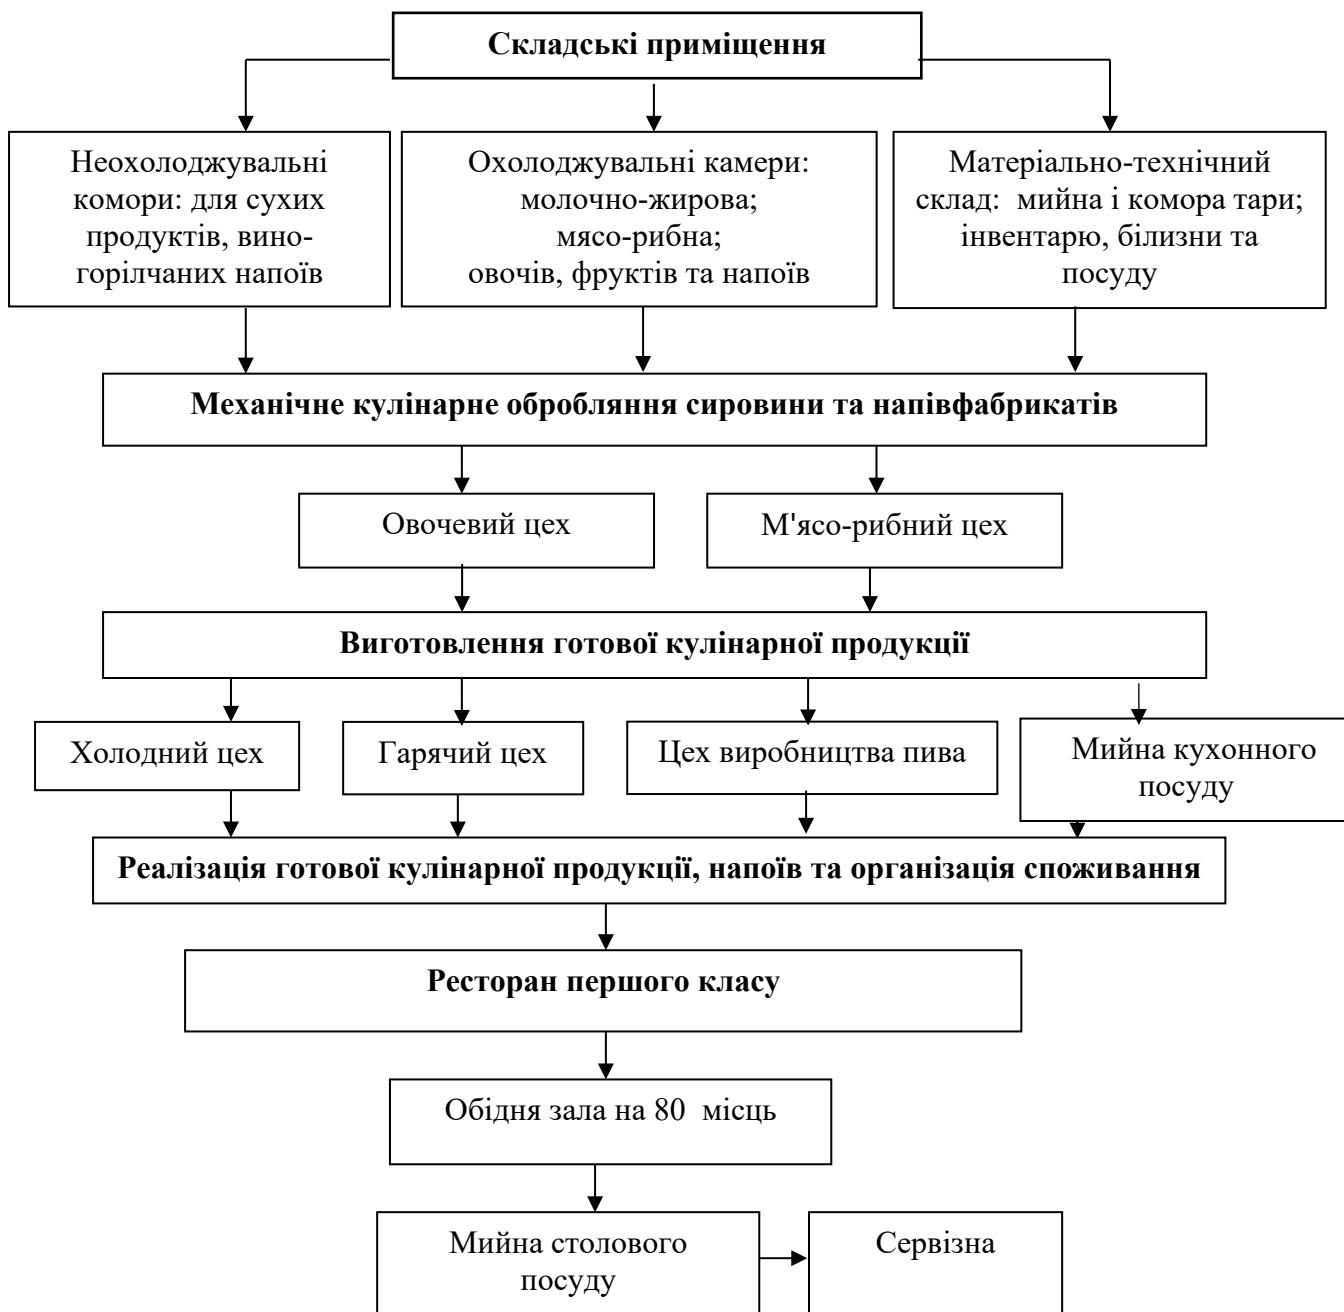 Складські приміщення
Неохолоджувальні
комори: для сухих
продуктів, вино-
горілчаних напоїв
Охолоджувальні камери:
молочно-жирова;
мясо-рибна;
овочів, фруктів та напоїв
Матеріально-технічний
склад: мийна і комора тари;
інвентарю, білизни та
посуду
Механічне кулінарне обробляння сировини та напівфабрикатів
Овочевий цех
М'ясо-рибний цех
Виготовлення готової кулінарної продукції
Холодний цех
Гарячий цех
Цех виробництва пива
Мийна кухонного
посуду
Реалізація готової кулінарної продукції, напоїв та організація споживання
Ресторан першого класу
Обідня зала на 80 місць
Мийна столового
посуду
Сервізна